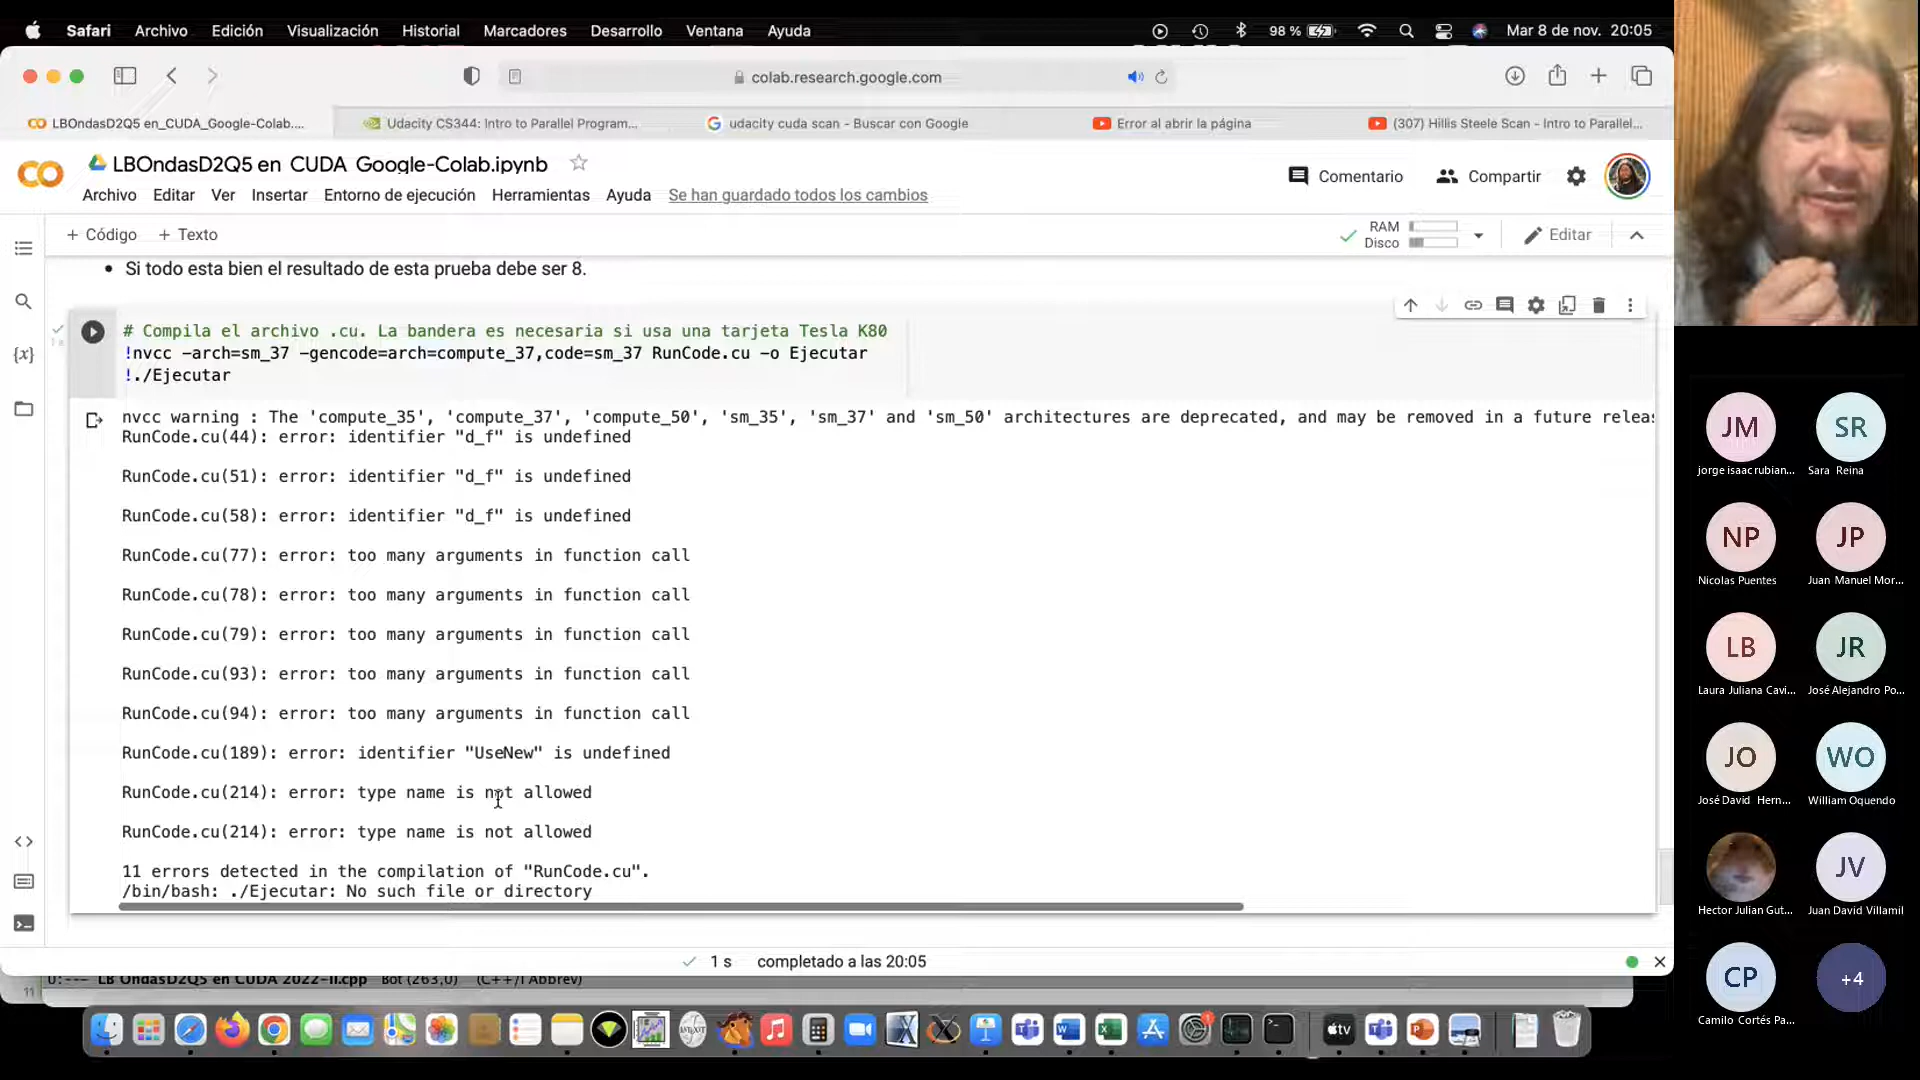 Safari Archivo Edición Visualización Historial Marcadores Desarrollo Ventana Ayuda 98 % Mar 8 de nov. 20:05
colab.research.google.com
LBOndasD2Q5 en_CUDA_Google-Colab.... Udacity CS344: Intro to Parallel Program... udacity cuda scan - Buscar con Google Error al abrir la página (307) Hillis Steele Scan - Intro to Parallel...
LBOndasD2Q5 en CUDA Google-Colab.ipynb
Comentario Compartir
Archivo Editar Ver Insertar Entorno de ejecución Herramientas Ayuda Se han guardado todos los cambios
+ Código + Texto RAM Disco Editar
• Si todo esta bien el resultado de esta prueba debe ser 8.
# Compila el archivo .cu. La bandera es necesaria si usa una tarjeta Tesla K80
!nvcc -arch=sm_37 -gencode=arch=compute_37,code=sm_37 RunCode.cu -o Ejecutar
!./Ejecutar
nvcc warning : The 'compute_35', 'compute_37', 'compute_50', 'sm_35', 'sm_37' and 'sm_50' architectures are deprecated, and may be removed in a future releas
RunCode.cu(44): error: identifier "d_f" is undefined
RunCode.cu(51): error: identifier "d_f" is undefined
RunCode.cu(58): error: identifier "d_f" is undefined
RunCode.cu(77): error: too many arguments in function call
RunCode.cu(78): error: too many arguments in function call
RunCode.cu(79): error: too many arguments in function call
RunCode.cu(93): error: too many arguments in function call
RunCode.cu(94): error: too many arguments in function call
RunCode.cu(189): error: identifier "UseNew" is undefined
RunCode.cu(214): error: type name is not allowed
RunCode.cu(214): error: type name is not allowed
11 errors detected in the compilation of "RunCode.cu".
/bin/bash: ./Ejecutar: No such file or directory
1 s completado a las 20:05
U:--- LB OndasD2Q5 en CUDA 2022-II.cpp Bot (263,0) (C++/l Abbrev)
11
tv
JM SR
jorge isaac rubian... Sara Reina
NP JP
Nicolas Puentes Juan Manuel Mor...
LB JR
Laura Juliana Cavi... José Alejandro Po...
JO WO
José David Hern... William Oquendo
JV
Hector Julian Gut... Juan David Villamil
CP +4
Camilo Cortés Pa...